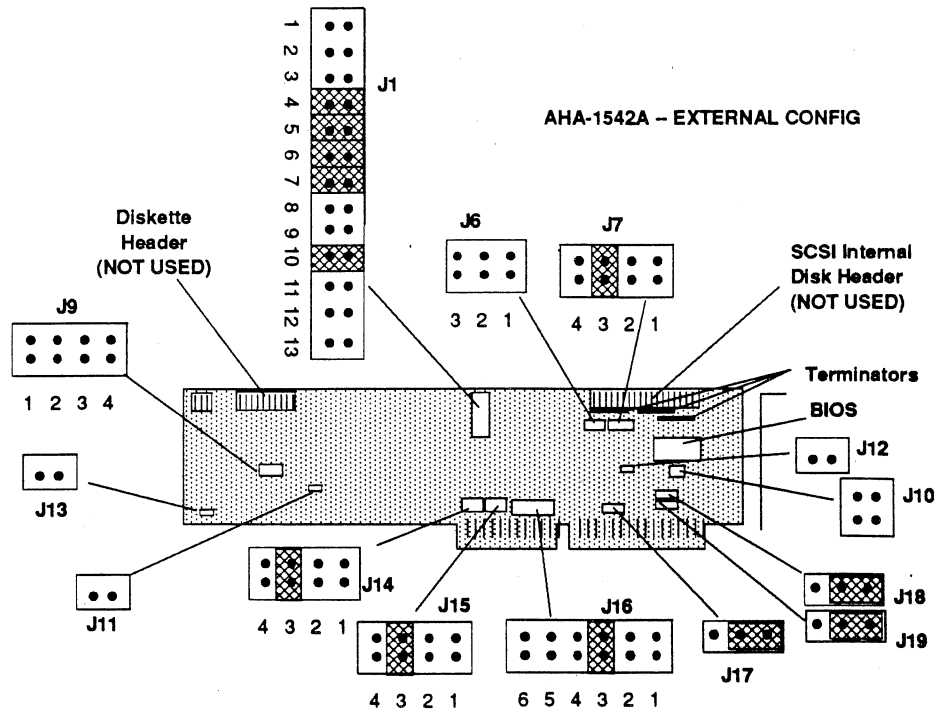 AHA-1542A – EXTERNAL CONFIG
J1
1
2
3
4
5
6
7
8
9
10
11
12
13
Diskette
Header
(NOT USED)
J6
3 2 1
J7
4 3 2 1
SCSI Internal
Disk Header
(NOT USED)
J9
1 2 3 4
Terminators
BIOS
J12
J10
J13
J11
J14
4 3 2 1
J15
4 3 2 1
J16
6 5 4 3 2 1
J17
J18
J19